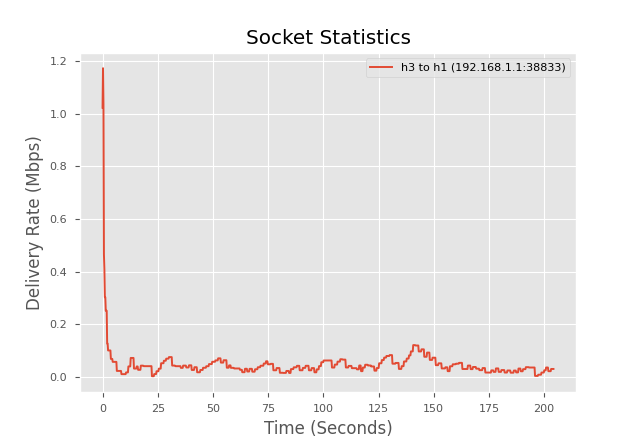 Socket Statistics
h3 to h1 (192.168.1.1:38833)
Delivery Rate (Mbps)
1.2
1.0
0.8
0.6
0.4
0.2
0.0
0 25 50 75 100 125 150 175 200
Time (Seconds)